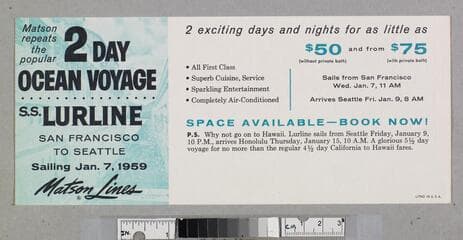 Matson
repeats
the
popular
2 DAY
OCEAN VOYAGE
S.S. LURLINE
SAN FRANCISCO
TO SEATTLE
Sailing Jan. 7, 1959
Matson Lines
2 exciting days and nights for as little as
$50 and from $75
(without private bath) (with private bath)
• All First Class
• Superb Cuisine, Service
• Sparkling Entertainment
• Completely Air-Conditioned
Sails from San Francisco
Wed. Jan. 7, 11 AM
Arrives Seattle Fri. Jan. 9, 8 AM
SPACE AVAILABLE—BOOK NOW!
P.S. Why not go on to Hawaii. Lurline sails from Seattle Friday, January 9,
10 P.M., arrives Honolulu Thursday, January 15, 10 A.M. A glorious 5½ day
voyage for no more than the regular 4½ day California to Hawaii fares.
LITHO IN U.S.A.